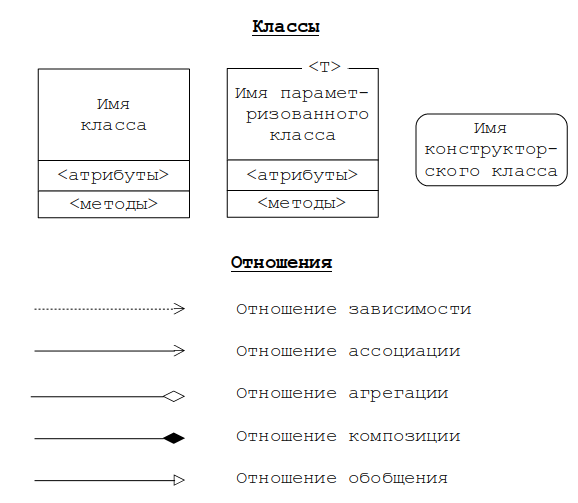 Классы
<T>
Имя
класса
<атрибуты>
<методы>
Имя парамет-
ризованного
класса
<атрибуты>
<методы>
Имя
конструктор-
ского класса
Отношения
Отношение зависимости
Отношение ассоциации
Отношение агрегации
Отношение композиции
Отношение обобщения